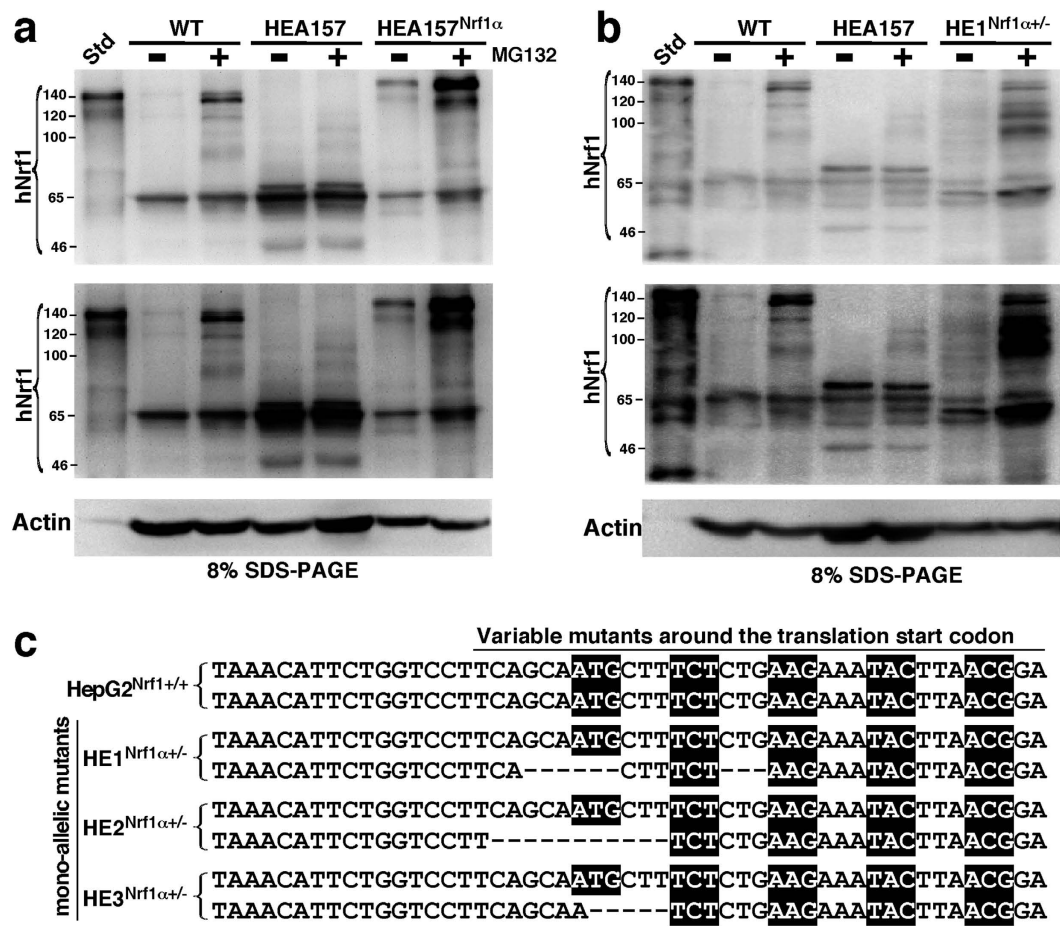 a
Std WT HEA157 HEA157Nrf1α
− + − + − + MG132
hNrf1
140
120
100
65
46
hNrf1
140
120
100
65
46
Actin
8% SDS-PAGE
b
Std WT HEA157 HE1Nrf1α+/-
− + − + − +
hNrf1
140
120
100
65
46
hNrf1
140
120
100
65
46
Actin
8% SDS-PAGE
c
Variable mutants around the translation start codon
HepG2Nrf1+/+
TAAACATTCTGGTCCTTCAGCAATGCTTTCTCTGAAGAAATACTTAACGGA
TAAACATTCTGGTCCTTCAGCAATGCTTTCTCTGAAGAAATACTTAACGGA
mono-allelic mutants
HE1Nrf1α+/-
TAAACATTCTGGTCCTTCAGCAATGCTTTCTCTGAAGAAATACTTAACGGA
TAAACATTCTGGTCCTTCA------CTTTCT---AAGAAATACTTAACGGA
HE2Nrf1α+/-
TAAACATTCTGGTCCTTCAGCAATGCTTTCTCTGAAGAAATACTTAACGGA
TAAACATTCTGGTCCTT-----------TCTCTGAAGAAATACTTAACGGA
HE3Nrf1α+/-
TAAACATTCTGGTCCTTCAGCAATGCTTTCTCTGAAGAAATACTTAACGGA
TAAACATTCTGGTCCTTCAGCAA-----TCTCTGAAGAAATACTTAACGGA